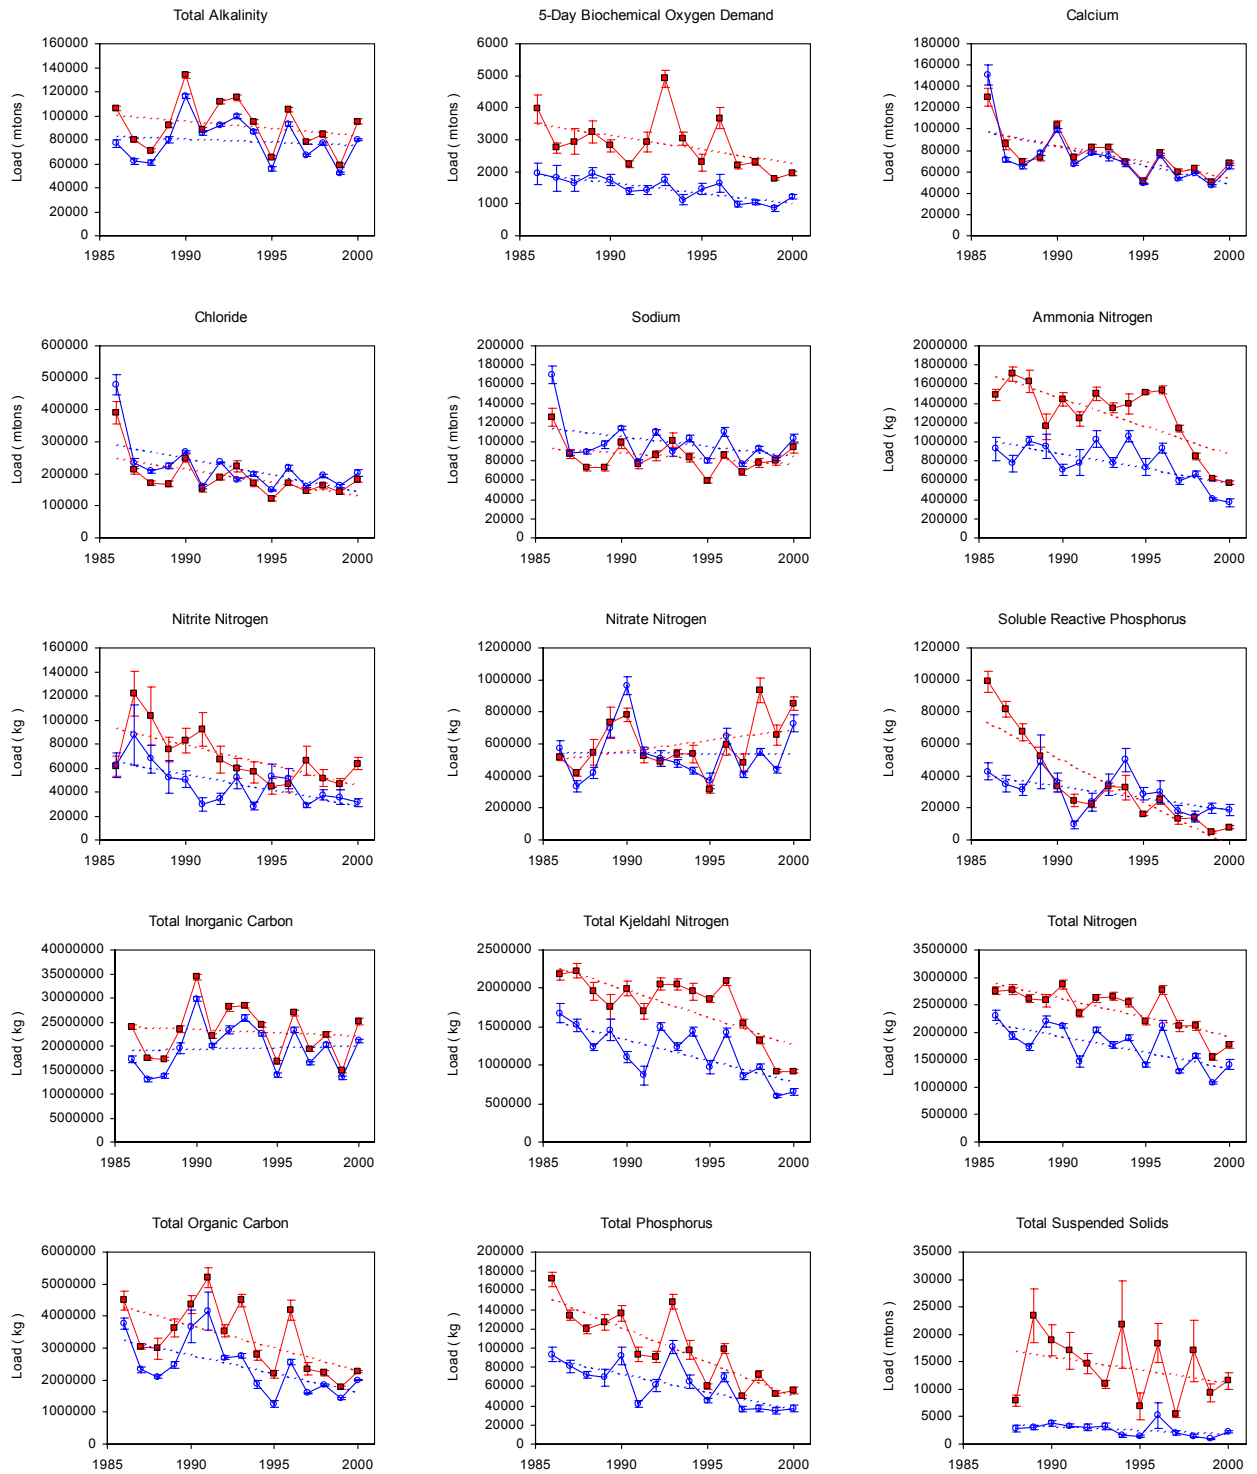 Total Alkalinity
Load ( mtons )
160000
140000
120000
100000
80000
60000
40000
20000
0
1985 1990 1995 2000
5-Day Biochemical Oxygen Demand
Load ( mtons )
6000
5000
4000
3000
2000
1000
0
1985 1990 1995 2000
Calcium
Load ( mtons )
180000
160000
140000
120000
100000
80000
60000
40000
20000
0
1985 1990 1995 2000
Chloride
Load ( mtons )
600000
500000
400000
300000
200000
100000
0
1985 1990 1995 2000
Sodium
Load ( mtons )
200000
180000
160000
140000
120000
100000
80000
60000
40000
20000
0
1985 1990 1995 2000
Ammonia Nitrogen
Load ( kg )
2000000
1800000
1600000
1400000
1200000
1000000
800000
600000
400000
200000
0
1985 1990 1995 2000
Nitrite Nitrogen
Load ( kg )
160000
140000
120000
100000
80000
60000
40000
20000
0
1985 1990 1995 2000
Nitrate Nitrogen
Load ( kg )
1200000
1000000
800000
600000
400000
200000
0
1985 1990 1995 2000
Soluble Reactive Phosphorus
Load ( kg )
120000
100000
80000
60000
40000
20000
0
1985 1990 1995 2000
Total Inorganic Carbon
Load ( kg )
40000000
35000000
30000000
25000000
20000000
15000000
10000000
5000000
0
1985 1990 1995 2000
Total Kjeldahl Nitrogen
Load ( kg )
2500000
2000000
1500000
1000000
500000
0
1985 1990 1995 2000
Total Nitrogen
Load ( kg )
3500000
3000000
2500000
2000000
1500000
1000000
500000
0
1985 1990 1995 2000
Total Organic Carbon
Load ( kg )
6000000
5000000
4000000
3000000
2000000
1000000
0
1985 1990 1995 2000
Total Phosphorus
Load ( kg )
200000
180000
160000
140000
120000
100000
80000
60000
40000
20000
0
1985 1990 1995 2000
Total Suspended Solids
Load ( mtons )
35000
30000
25000
20000
15000
10000
5000
0
1985 1990 1995 2000